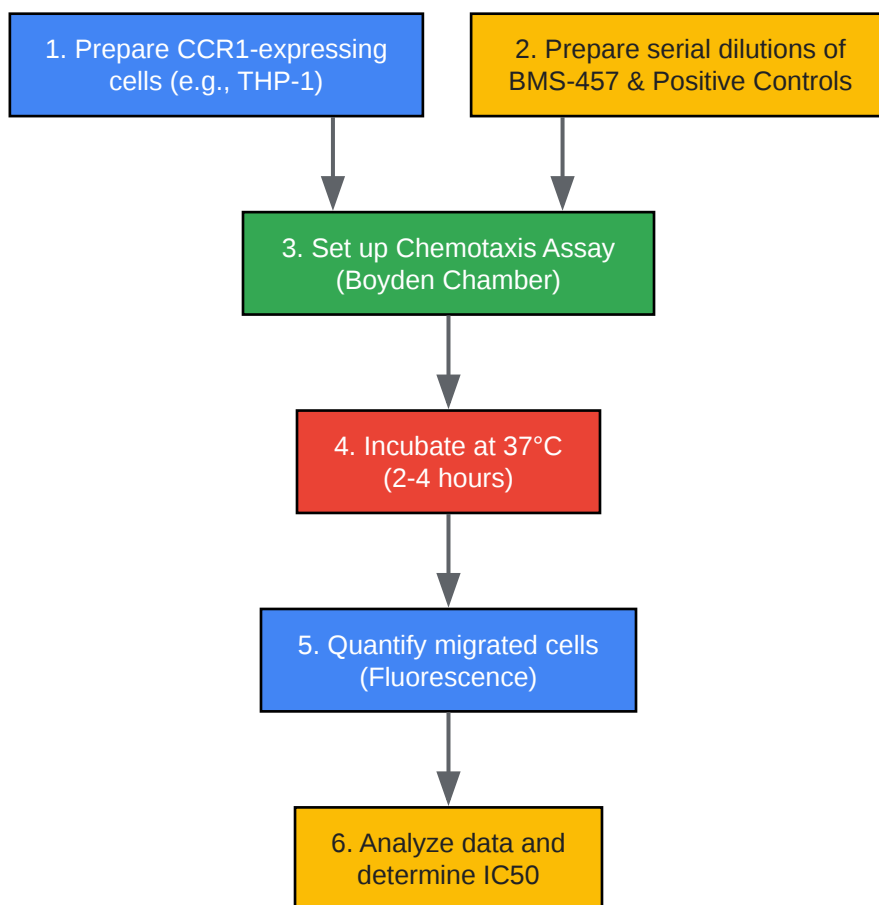 1. Prepare CCR1-expressing
cells (e.g., THP-1)
2. Prepare serial dilutions of
BMS-457 & Positive Controls
3. Set up Chemotaxis Assay
(Boyden Chamber)
4. Incubate at 37°C
(2-4 hours)
5. Quantify migrated cells
(Fluorescence)
6. Analyze data and
determine IC50